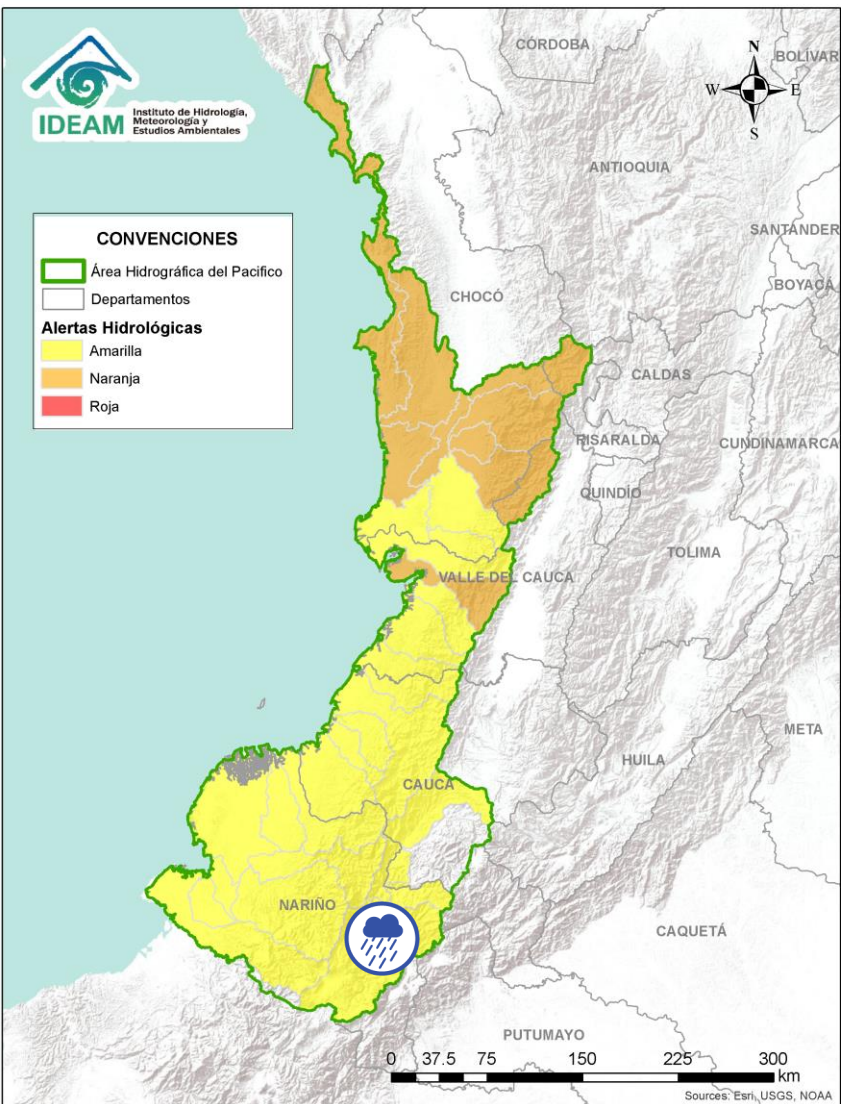 IDEAM
Instituto de Hidrología,
Meteorología y
Estudios Ambientales
CÓRDOBA
BOLÍVAR
N
W
E
S
ANTIOQUIA
SANTANDER
BOYACÁ
CONVENCIONES
Área Hidrográfica del Pacifico
Departamentos
Alertas Hidrológicas
Amarilla
Naranja
Roja
CHOCÓ
CALDAS
RISARALDA
CUNDINAMARCA
QUINDÍO
TOLIMA
VALLE DEL CAUCA
META
HUILA
CAUCA
NARIÑO
CAQUETÁ
PUTUMAYO
0 37.5 75 150 225 300
km
Sources: Esri, USGS, NOAA